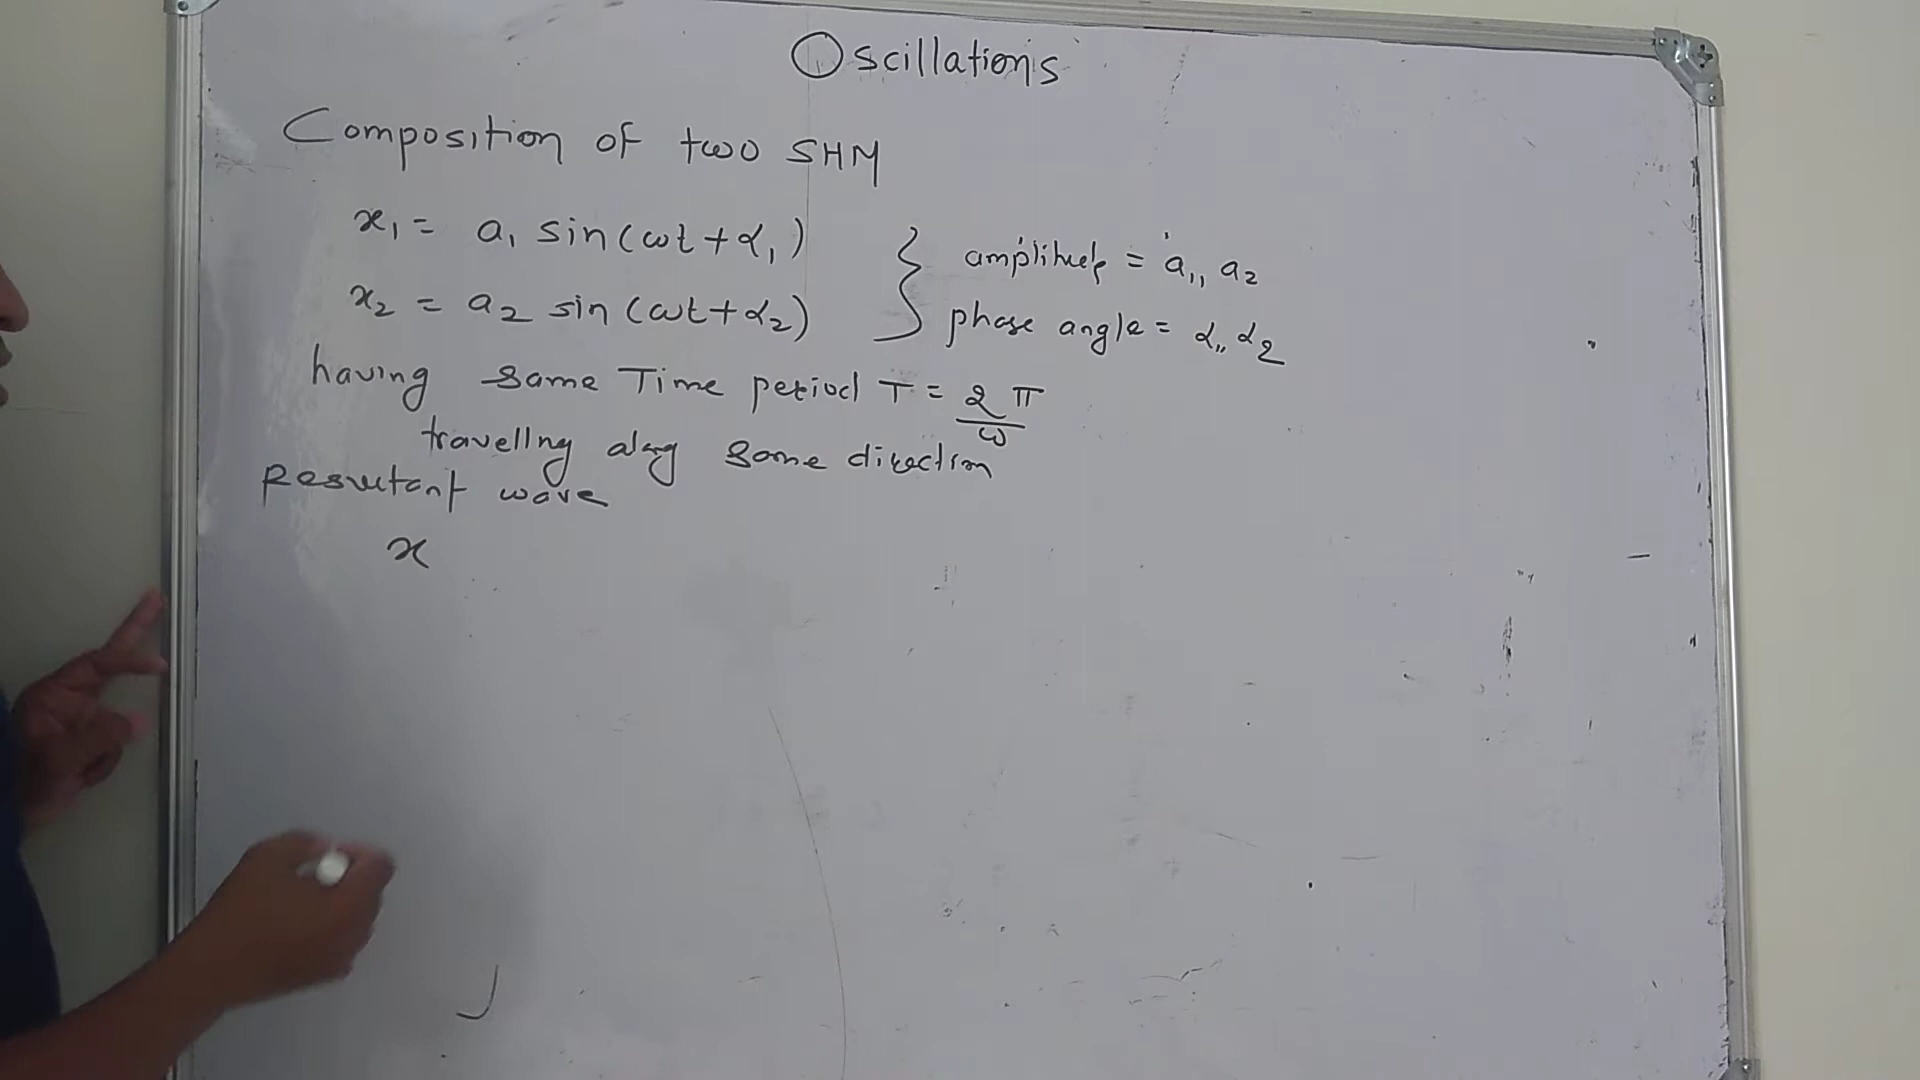 Oscillations
Composition of two SHM
x₁ = a₁ sin(ωt+α₁)
x₂ = a₂ sin(ωt+α₂)
} amplitude = a₁, a₂
phase angle = α₁, α₂
having same Time period T = 2π/ω
travellng along same direction
Resultant wave
x